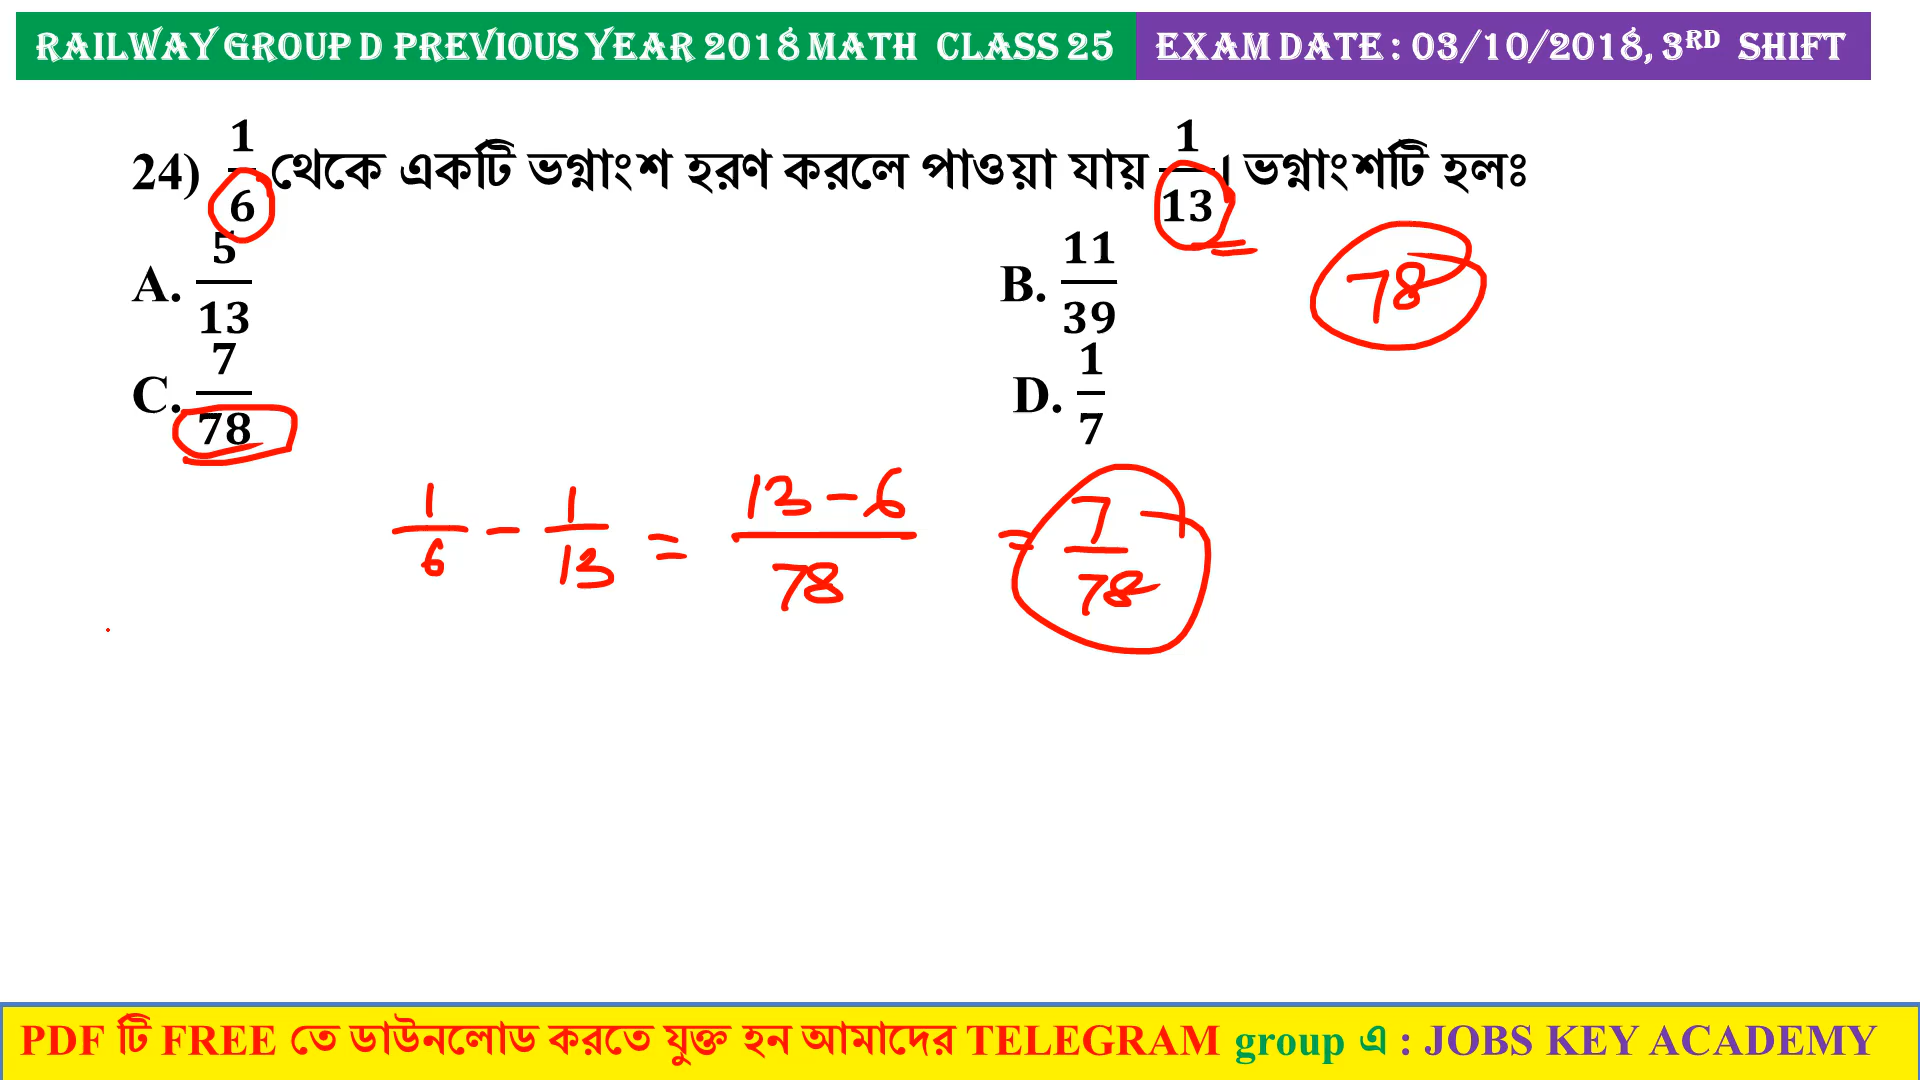 RAILWAY GROUP D PREVIOUS YEAR 2018 MATH CLASS 25 EXAM DATE : 03/10/2018, 3RD SHIFT
24) 1/6 থেকে একটি ভগ্নাংশ হরণ করলে পাওয়া যায় 1/13। ভগ্নাংশটি হলঃ
A. 5/13 B. 11/39
78
C. 7/78 D. 1/7
1/6 - 1/13 = 13-6/78 = 7/78
PDF টি FREE তে ডাউনলোড করতে যুক্ত হন আমাদের TELEGRAM group এ : JOBS KEY ACADEMY